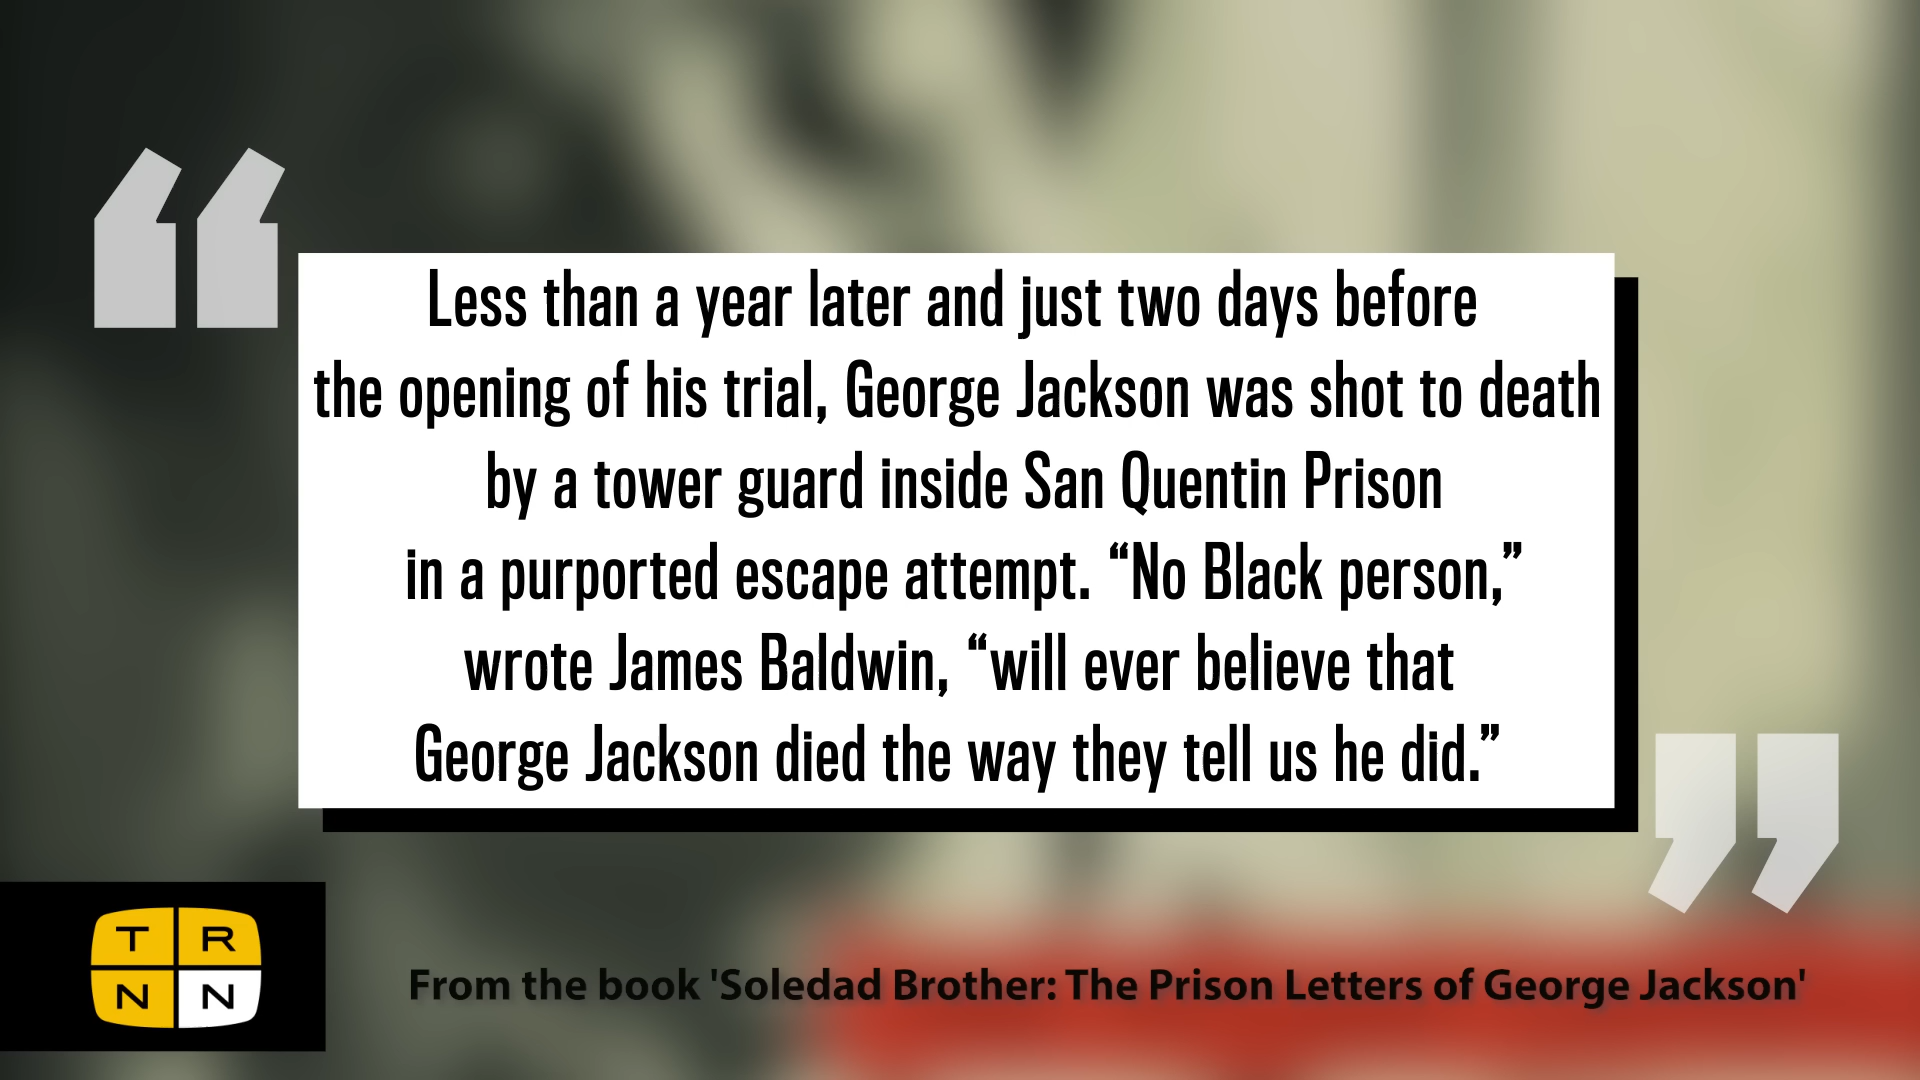 Less than a year later and just two days before
the opening of his trial, George Jackson was shot to death
by a tower guard inside San Quentin Prison
in a purported escape attempt. “No Black person,”
wrote James Baldwin, “will ever believe that
George Jackson died the way they tell us he did.”
T R
N N
From the book 'Soledad Brother: The Prison Letters of George Jackson'